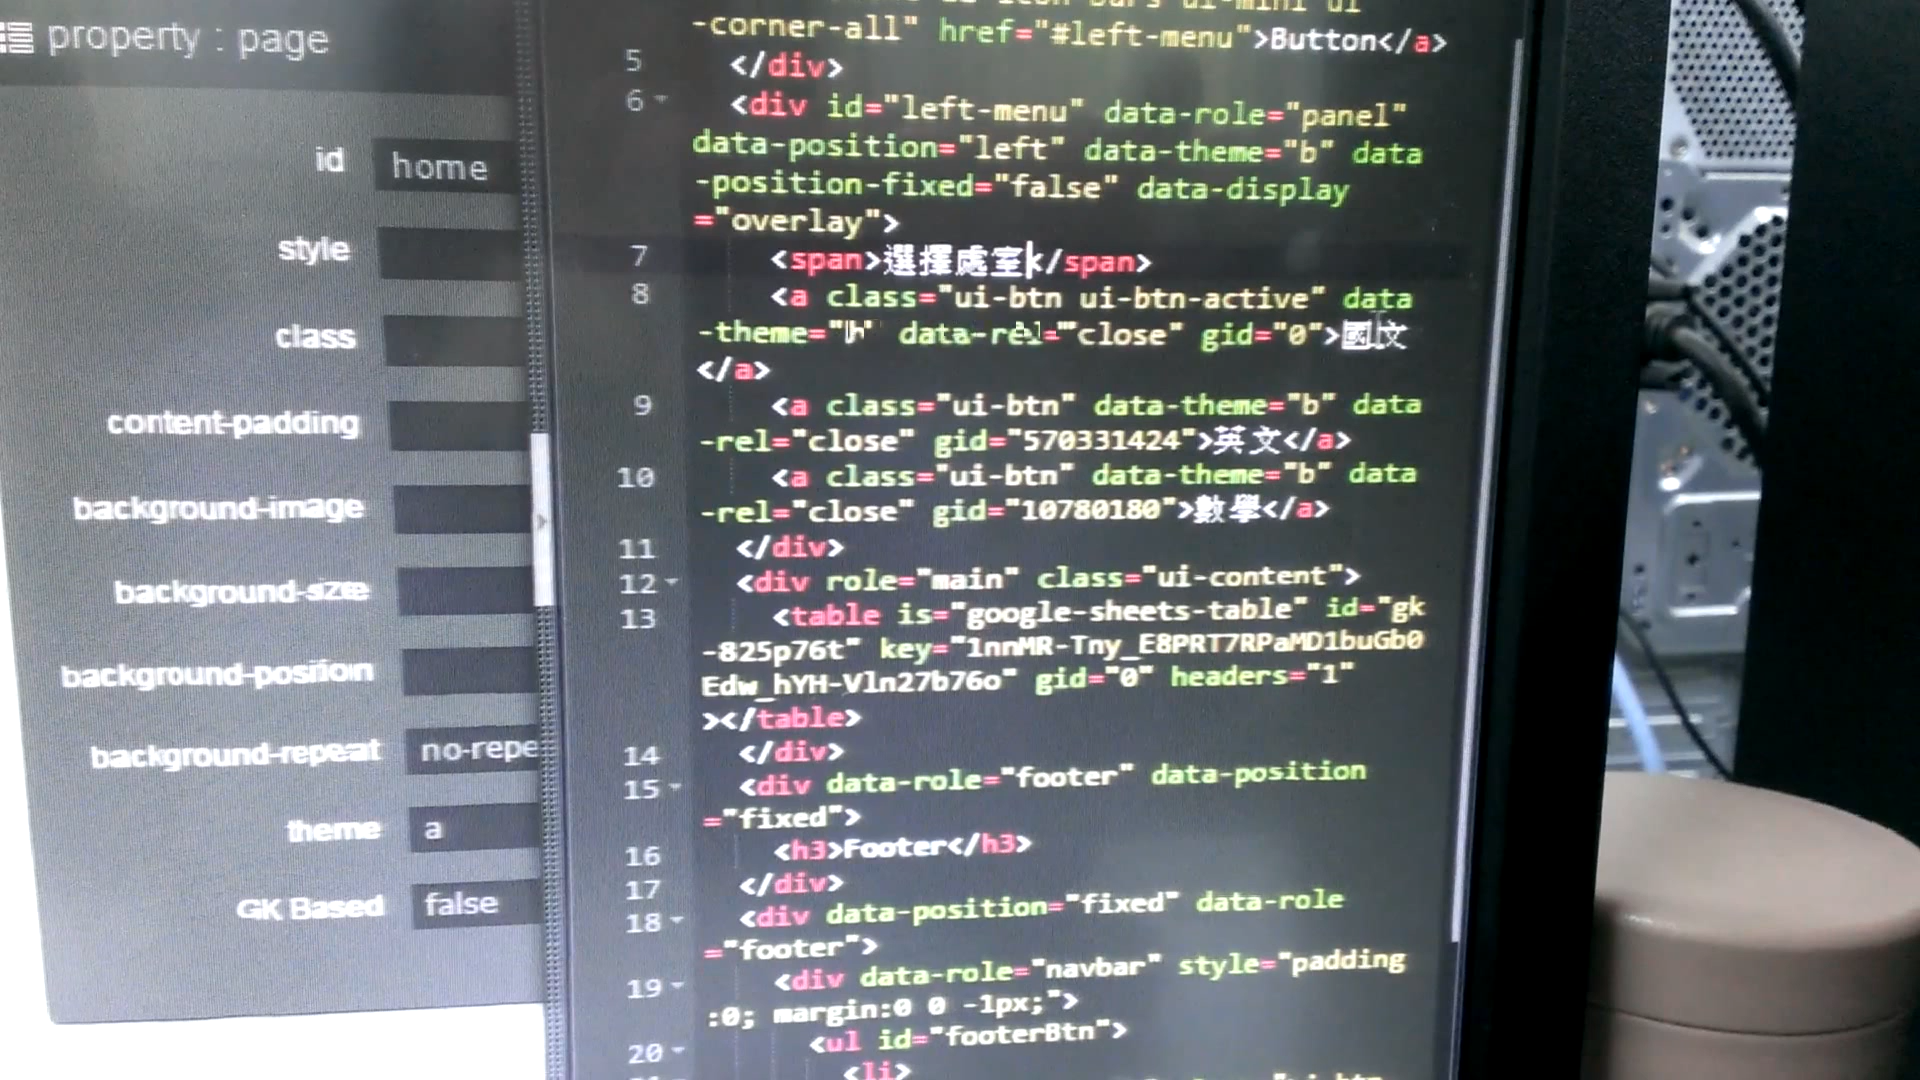 property : page
id home
style
class
content-padding
background-image
background-size
background-position
background-repeat no-repe
theme a
GK Based false
-corner-all" href="#left-menu">Button</a>
5 </div>
6 <div id="left-menu" data-role="panel"
data-position="left" data-theme="b" data
-position-fixed="false" data-display
="overlay">
7 <span>選擇處室</span>
8 <a class="ui-btn ui-btn-active" data
-theme="b" data-rel="close" gid="0">國文
</a>
9 <a class="ui-btn" data-theme="b" data
-rel="close" gid="570331424">英文</a>
10 <a class="ui-btn" data-theme="b" data
-rel="close" gid="10780180">數學</a>
11 </div>
12 <div role="main" class="ui-content">
13 <table is="google-sheets-table" id="gk
-825p76t" key="1nnMR-Tny_E8PRT7RPaMD1buGb0
Edw_hYH-Vln27b76o" gid="0" headers="1"
></table>
14 </div>
15 <div data-role="footer" data-position
="fixed">
16 <h3>Footer</h3>
17 </div>
18 <div data-position="fixed" data-role
="footer">
19 <div data-role="navbar" style="padding
:0; margin:0 0 -1px;">
20 <ul id="footerBtn">
<li>